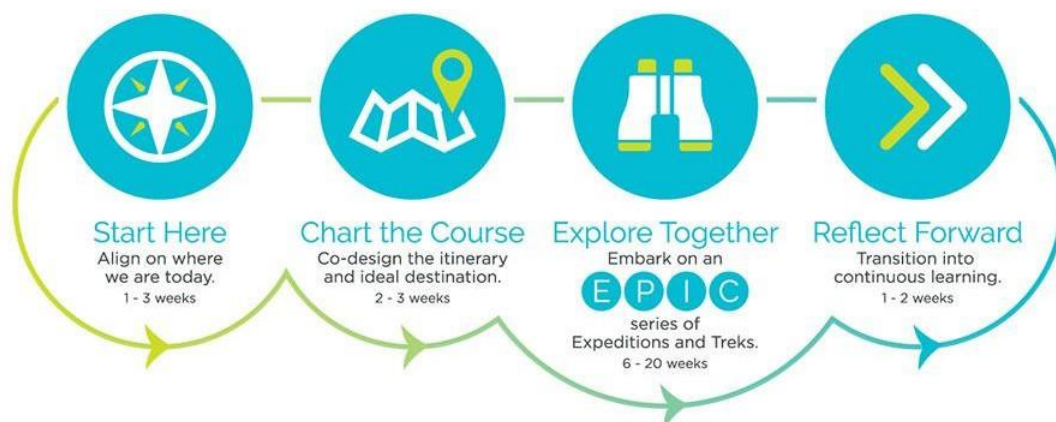 Start Here
Align on where
we are today.
1 - 3 weeks
Chart the Course
Co-design the itinerary
and ideal destination.
2 - 3 weeks
Explore Together
Embark on an
EPIC
series of
Expeditions and Treks.
6 - 20 weeks
Reflect Forward
Transition into
continuous learning.
1 - 2 weeks